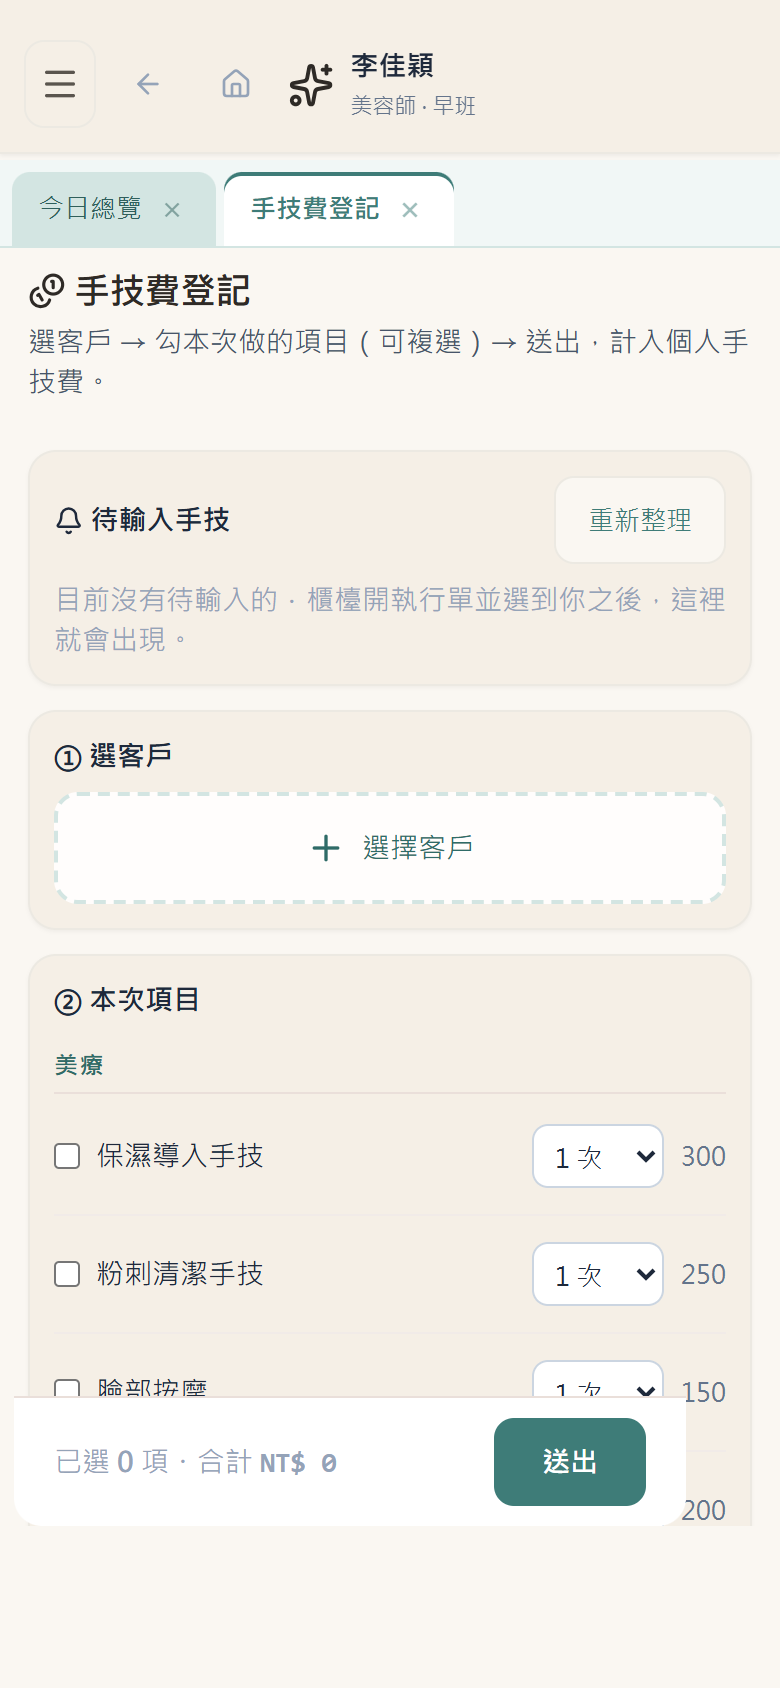 李佳穎
美容師 · 早班
今日總覽 ×
手技費登記 ×
手技費登記
選客戶 → 勾本次做的項目（可複選）→ 送出，計入個人手
技費。
待輸入手技
重新整理
目前沒有待輸入的 · 櫃檯開執行單並選到你之後，這裡
就會出現。
① 選客戶
+ 選擇客戶
② 本次項目
美療
保濕導入手技 1 次 300
粉刺清潔手技 1 次 250
臉部按摩 1 次 150
200
已選 0 項 · 合計 NT$ 0
送出